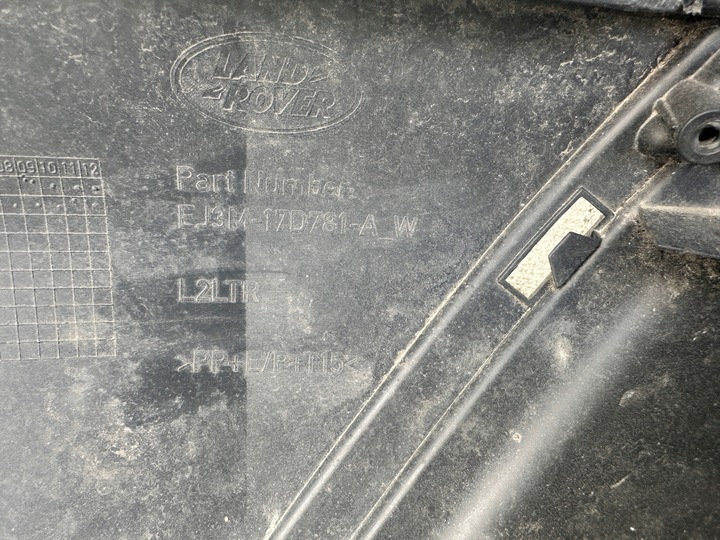 LAND
ROVER
08 09 10 11 12
Part Number:
EJ3M-17D781-A_W
L2LTR
>PP+E/P+T15<